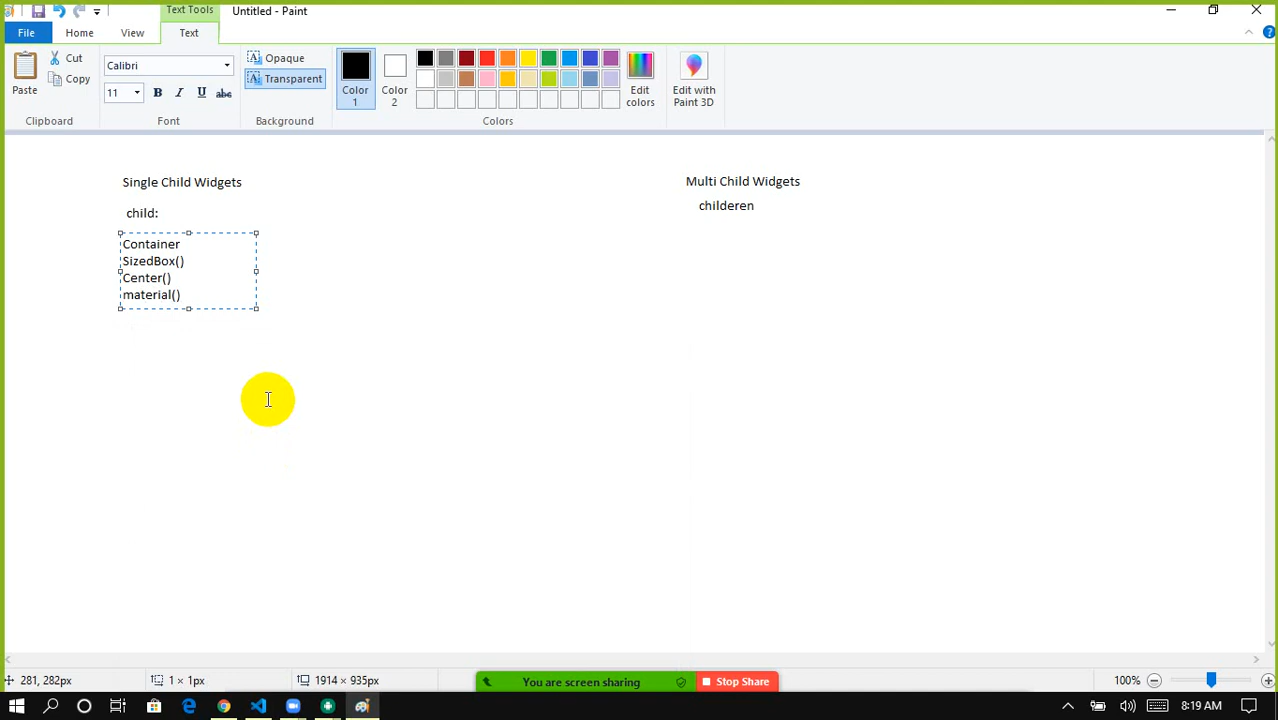 Text Tools
Untitled - Paint
File
Home
View
Text
Paste
Cut
Copy
Clipboard
Calibri
11
B I U abc
Font
Opaque
Transparent
Background
Color 1
Color 2
Edit colors
Colors
Edit with Paint 3D
Single Child Widgets
Multi Child Widgets
child:
childeren
Container
SizedBox()
Center()
material()
281, 282px
1 × 1px
1914 × 935px
You are screen sharing
Stop Share
100%
8:19 AM